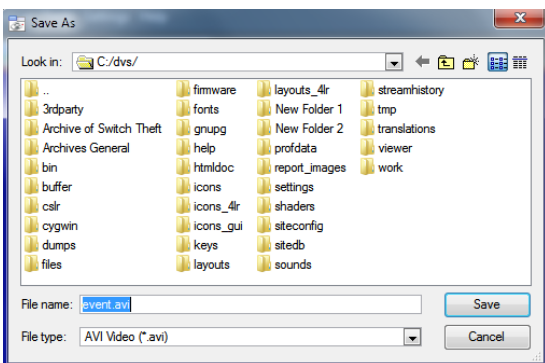 Save As
Look in: C:/dvs/
..
3rdparty
Archive of Switch Theft
Archives General
bin
buffer
cslr
cygwin
dumps
files
firmware
fonts
gnupg
help
htmldoc
icons
icons_4lr
icons_gui
keys
layouts
layouts_4lr
New Folder 1
New Folder 2
profdata
report_images
settings
shaders
siteconfig
sitedb
sounds
streamhistory
tmp
translations
viewer
work
File name: event.avi Save
File type: AVI Video (*.avi) Cancel